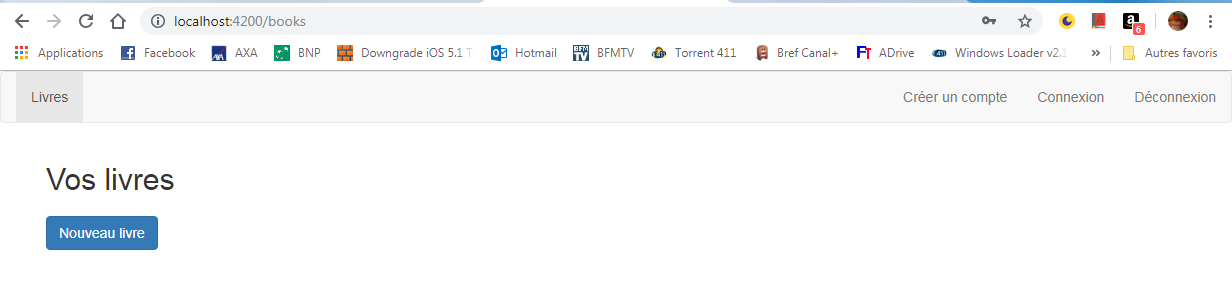 localhost:4200/books
Applications Facebook AXA BNP Downgrade iOS 5.1 T Hotmail BFMTV Torrent 411 Bref Canal+ ADrive Windows Loader v2.1 » Autres favoris
Livres Créer un compte Connexion Déconnexion
Vos livres
Nouveau livre